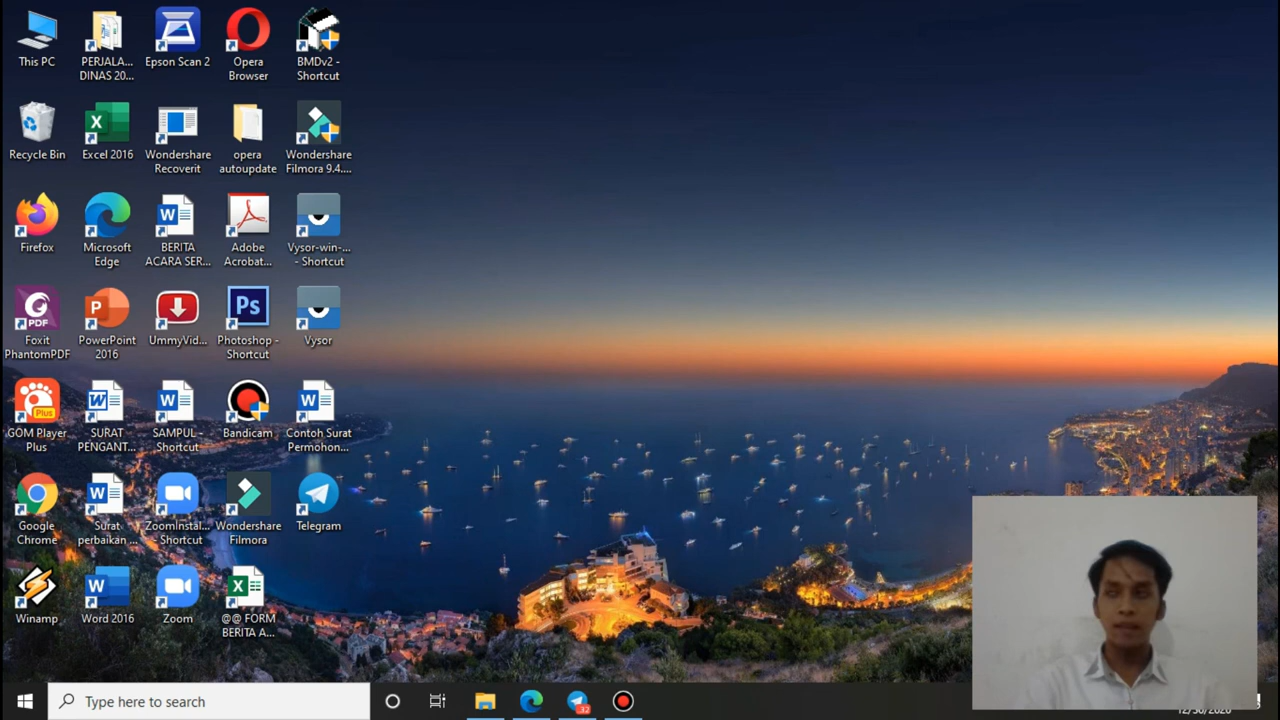 This PC
PERJALA...
DINAS 20...
Epson Scan 2
Opera
Browser
BMDv2 -
Shortcut
Recycle Bin
Excel 2016
Wondershare
Recoverit
opera
autoupdate
Wondershare
Filmora 9.4....
Firefox
Microsoft
Edge
BERITA
ACARA SER...
Adobe
Acrobat...
Vysor-win-...
- Shortcut
Foxit
PhantomPDF
PowerPoint
2016
UmmyVid...
Photoshop -
Shortcut
Vysor
GOM Player
Plus
SURAT
PENGANT...
SAMPUL -
Shortcut
Bandicam
Contoh Surat
Permohon...
Google
Chrome
Surat
perbaikan ...
ZoomInstal...
- Shortcut
Wondershare
Filmora
Telegram
Winamp
Word 2016
Zoom
@@ FORM
BERITA A...
Type here to search
32